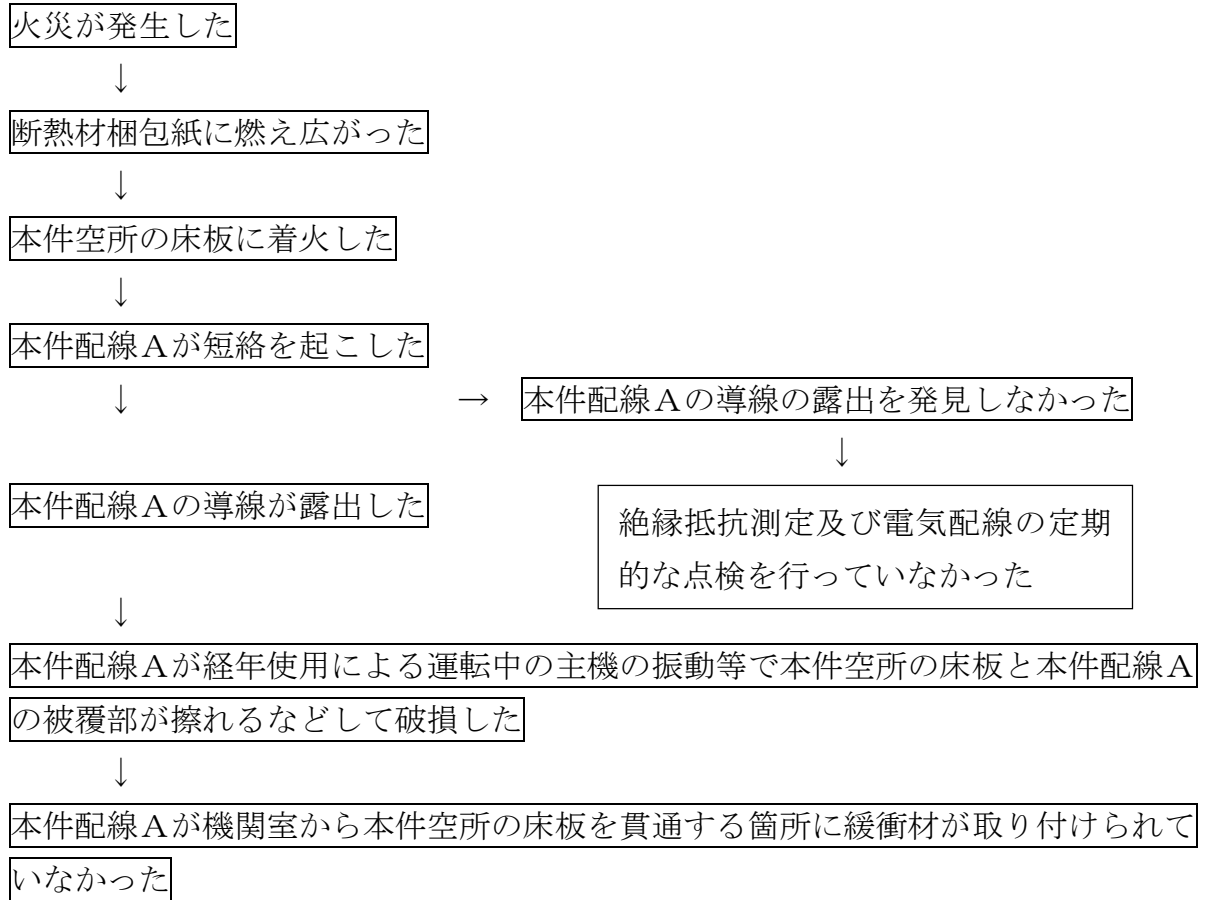 火災が発生した
↓
断熱材梱包紙に燃え広がった
↓
本件空所の床板に着火した
↓
本件配線Aが短絡を起こした
↓ → 本件配線Aの導線の露出を発見しなかった
↓
本件配線Aの導線が露出した
絶縁抵抗測定及び電気配線の定期
的な点検を行っていなかった
↓
本件配線Aが経年使用による運転中の主機の振動等で本件空所の床板と本件配線A
の被覆部が擦れるなどして破損した
↓
本件配線Aが機関室から本件空所の床板を貫通する箇所に緩衝材が取り付けられて
いなかった